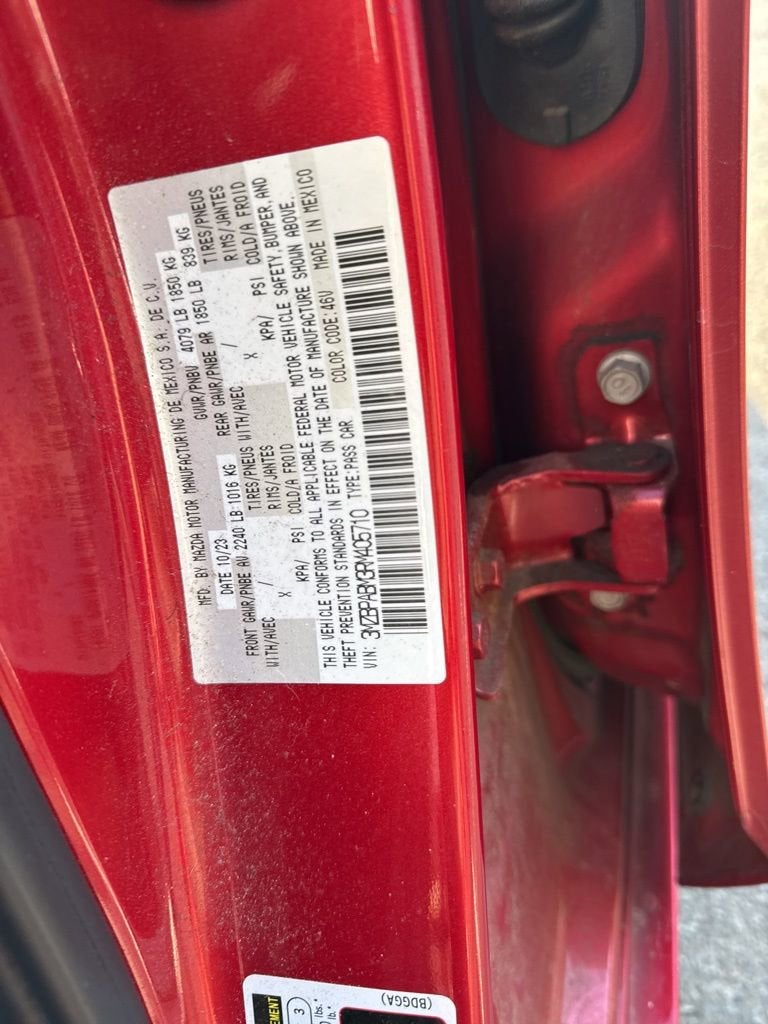 MFD. BY MAZDA MOTOR MANUFACTURING DE MEXICO S.A. DE C.V.
DATE 10/23 GVWR/PNBV 4079 LB 1850 KG
FRONT GAWR/PNBE AV 2240 LB 1016 KG REAR GAWR/PNBE AR 1850 LB 839 KG
WITH/AVEC / TIRES/PNEUS WITH/AVEC / TIRES/PNEUS
X RIMS/JANTES X RIMS/JANTES
KPA/ PSI COLD/A FROID KPA/ PSI COLD/A FROID
THIS VEHICLE CONFORMS TO ALL APPLICABLE FEDERAL MOTOR VEHICLE SAFETY, BUMPER, AND
THEFT PREVENTION STANDARDS IN EFFECT ON THE DATE OF MANUFACTURE SHOWN ABOVE.
VIN: 3MZBPABM3RM405710 TYPE:PASS CAR COLOR CODE:46V MADE IN MEXICO
(BDGGA)
3